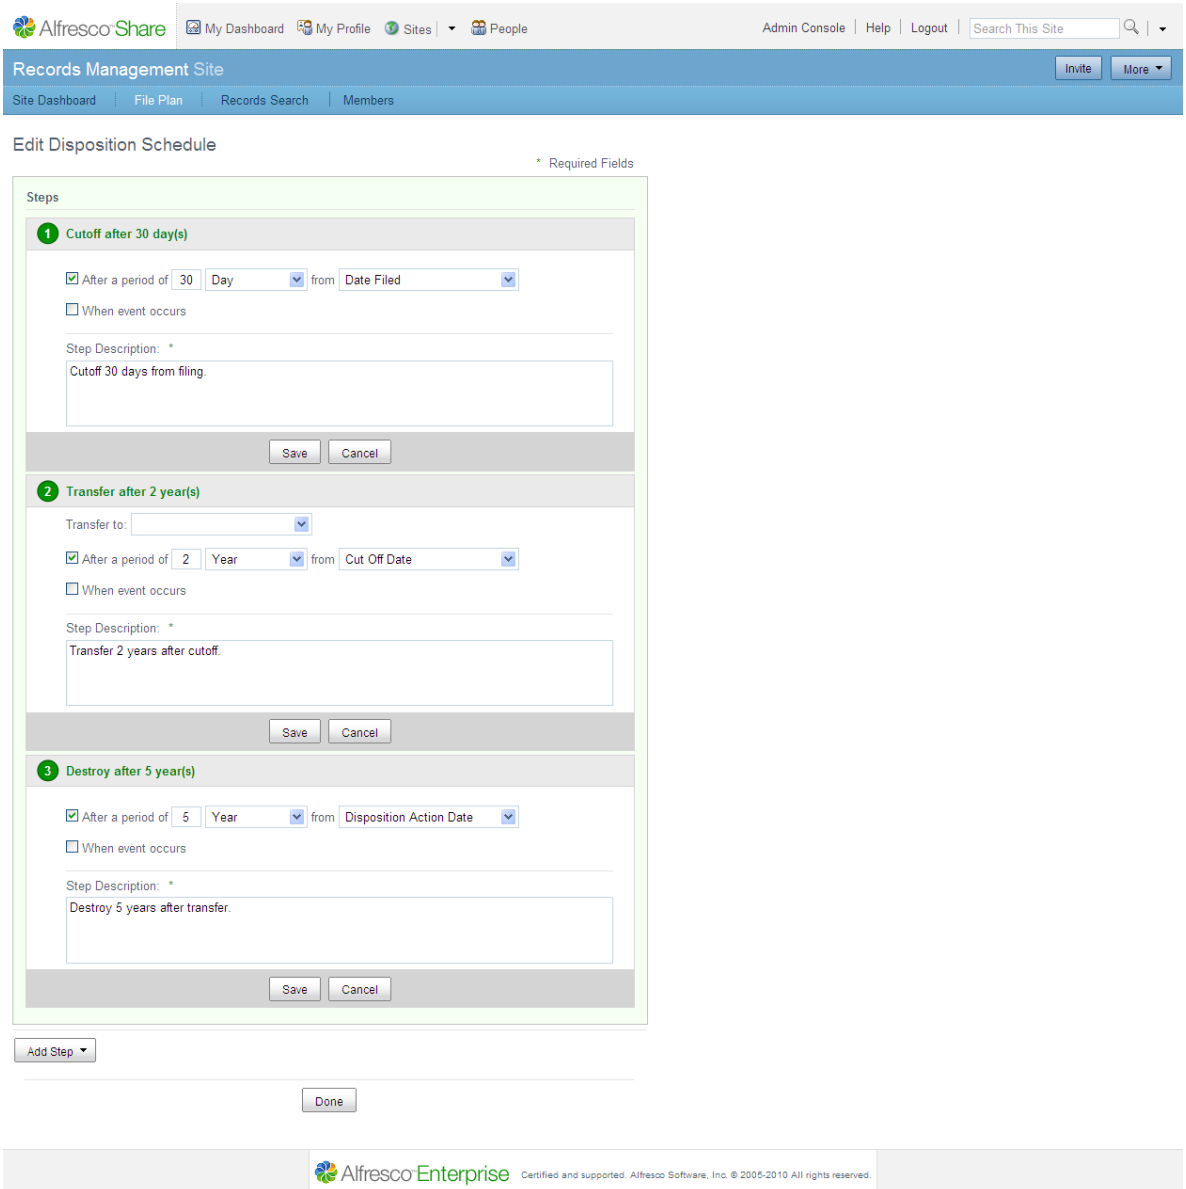 Alfresco Share My Dashboard My Profile Sites People Admin Console Help Logout Search This Site
Records Management Site Invite More
Site Dashboard File Plan Records Search Members
Edit Disposition Schedule
* Required Fields
Steps
1 Cutoff after 30 day(s)
After a period of 30 Day from Date Filed
When event occurs
Step Description: *
Cutoff 30 days from filing.
Save Cancel
2 Transfer after 2 year(s)
Transfer to:
After a period of 2 Year from Cut Off Date
When event occurs
Step Description: *
Transfer 2 years after cutoff.
Save Cancel
3 Destroy after 5 year(s)
After a period of 5 Year from Disposition Action Date
When event occurs
Step Description: *
Destroy 5 years after transfer.
Save Cancel
Add Step
Done
Alfresco Enterprise Certified and supported. Alfresco Software, Inc. © 2005-2010 All rights reserved.